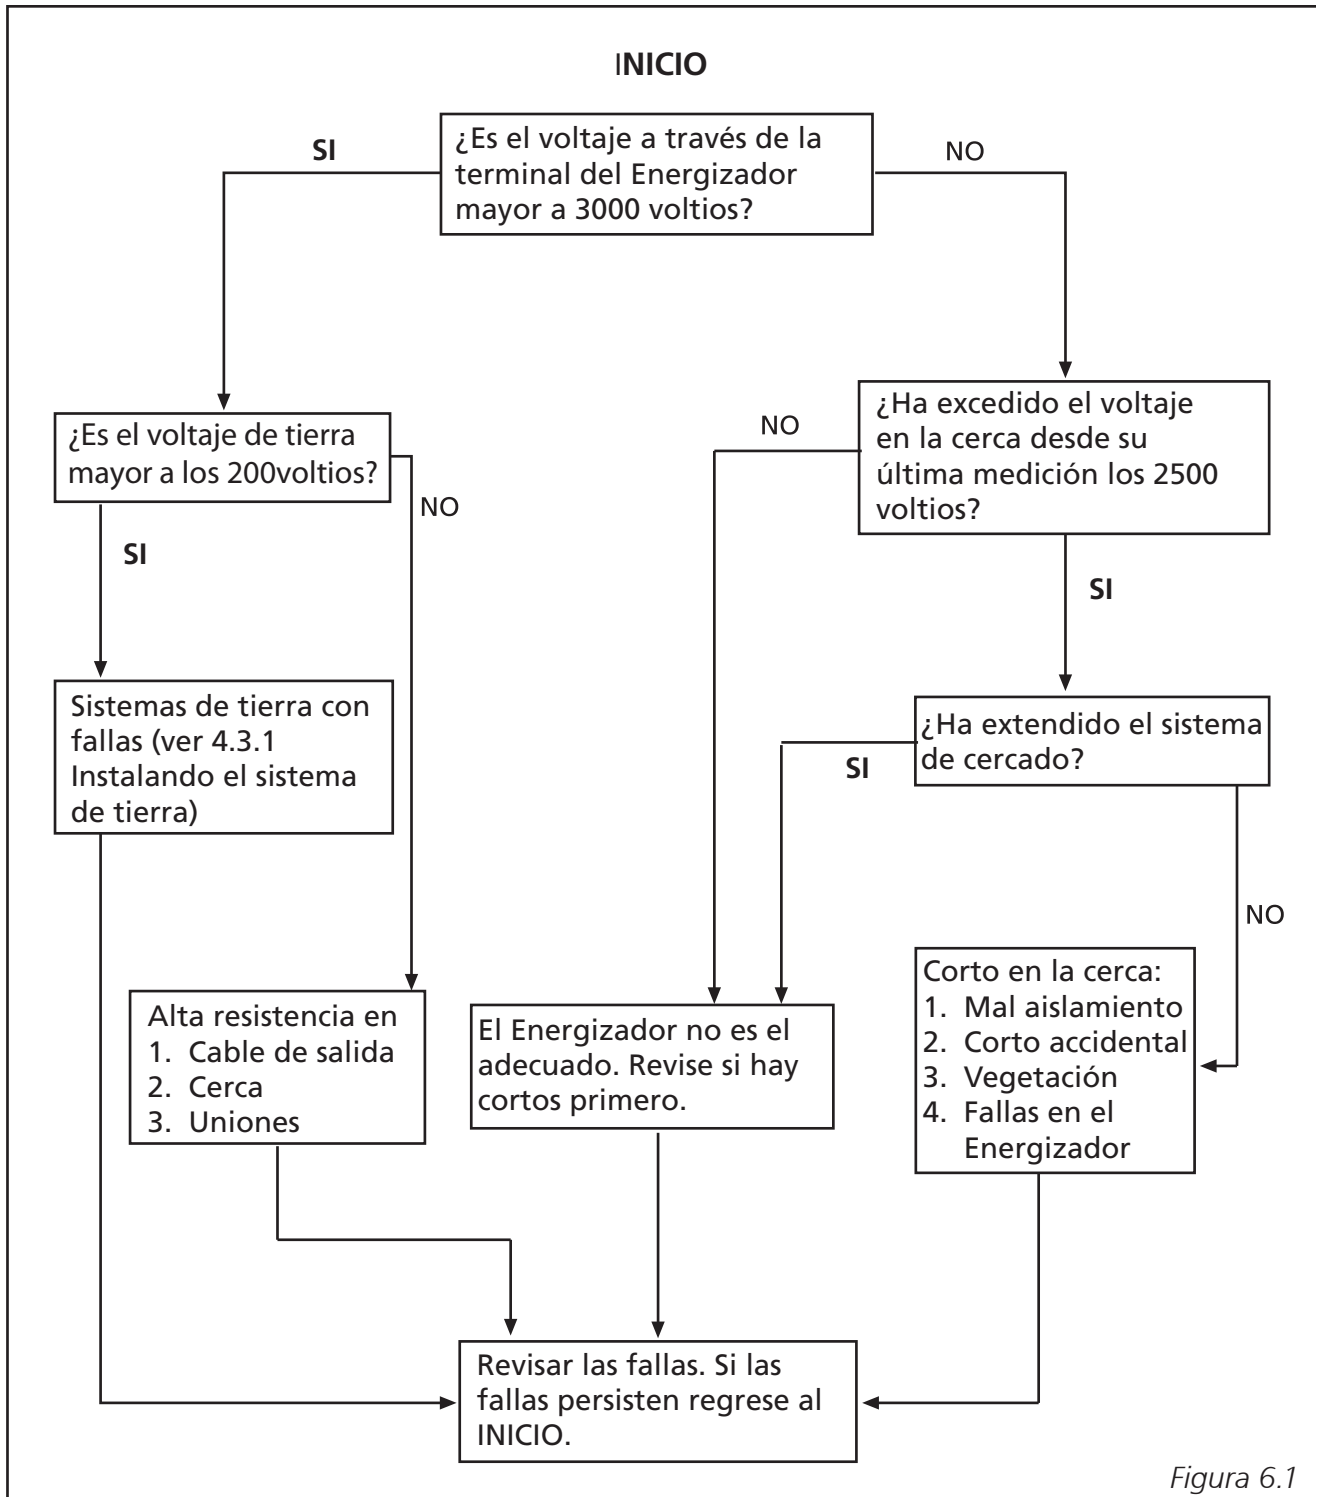 INICIO
¿Es el voltaje a través de la
terminal del Energizador
mayor a 3000 voltios?
SI
NO
¿Es el voltaje de tierra
mayor a los 200voltios?
¿Ha excedido el voltaje
en la cerca desde su
última medición los 2500
voltios?
NO
NO
SI
SI
Sistemas de tierra con
fallas (ver 4.3.1
Instalando el sistema
de tierra)
¿Ha extendido el sistema
de cercado?
SI
NO
Alta resistencia en
1. Cable de salida
2. Cerca
3. Uniones
El Energizador no es el
adecuado. Revise si hay
cortos primero.
Corto en la cerca:
1. Mal aislamiento
2. Corto accidental
3. Vegetación
4. Fallas en el
Energizador
Revisar las fallas. Si las
fallas persisten regrese al
INICIO.
Figura 6.1